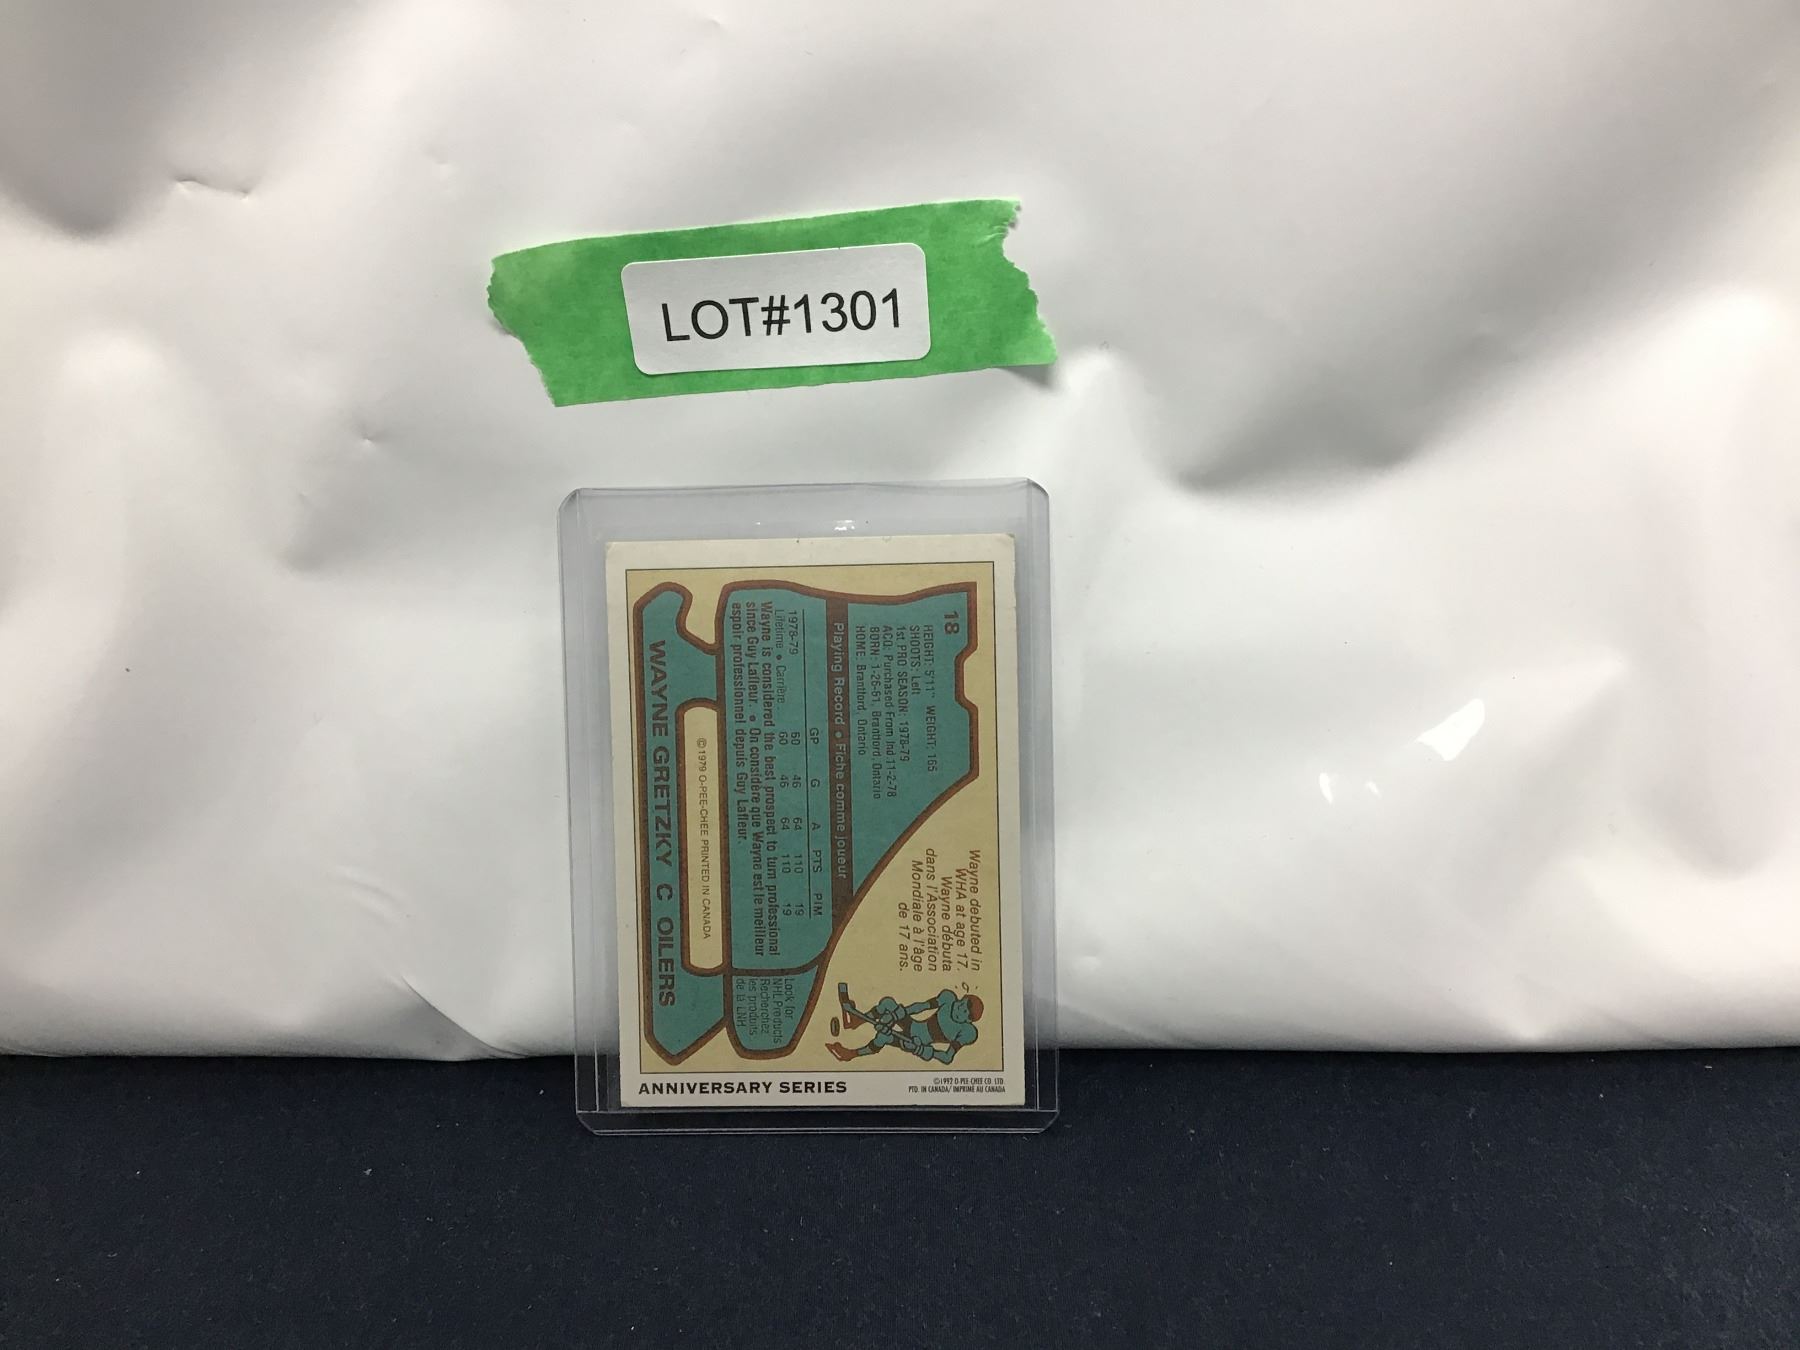 LOT#1301
18
HEIGHT: 5'11" WEIGHT: 165
SHOOTS: Left
1st PRO SEASON: 1978-79
ACQ: Purchased From Ind 11-2-78
BORN: 1-26-61, Brantford, Ontario
HOME: Brantford, Ontario
Wayne debuted in
WHA at age 17.
Wayne débuta
dans l'Association
Mondiale à l'âge
de 17 ans.
Playing Record • Fiche comme joueur
GP G A PTS PIM
1978-79 60 46 64 110 19
Lifetime • Carrière 60 46 64 110 19
Wayne is considered the best prospect to turn professional
since Guy Lafleur. • On considère que Wayne est le meilleur
espoir professionnel depuis Guy Lafleur.
Look for
NHL Products
Recherchez
les produits
de la LNH
© 1979 O-PEE-CHEE PRINTED IN CANADA
WAYNE GRETZKY C OILERS
ANNIVERSARY SERIES
©1992 O-PEE-CHEE CO. LTD.
PTD. IN CANADA/IMPRIMÉ AU CANADA